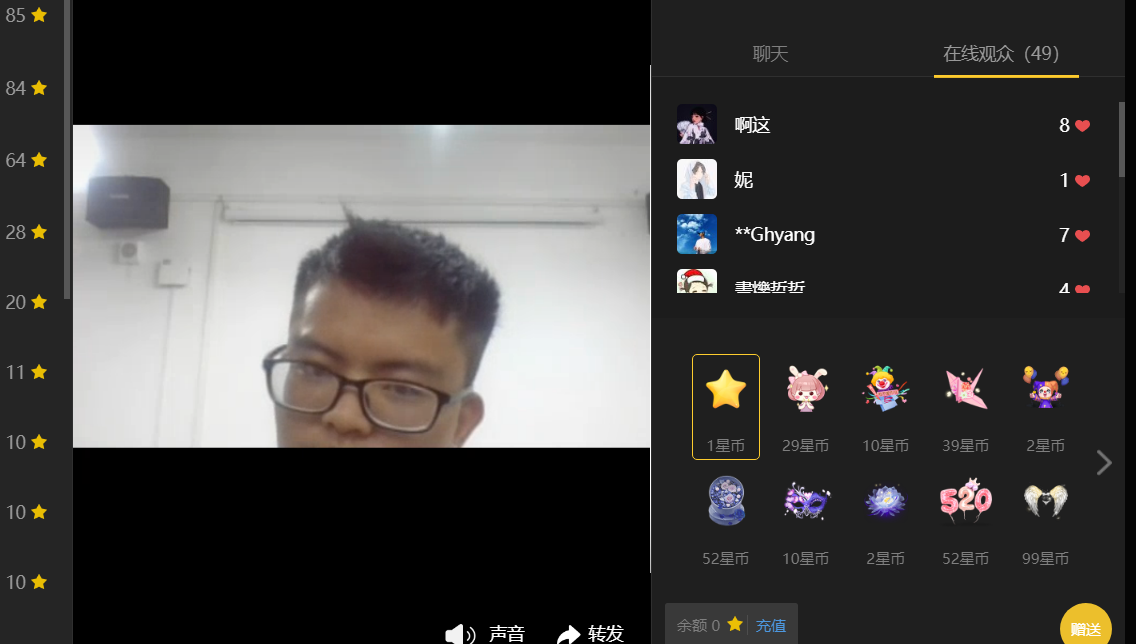 85
84
64
28
20
11
10
10
10
声音
转发
聊天
在线观众（49）
啊这
8
妮
1
**Ghyang
7
4
1星币
29星币
10星币
39星币
2星币
52星币
10星币
2星币
52星币
99星币
余额 0
充值
赠送